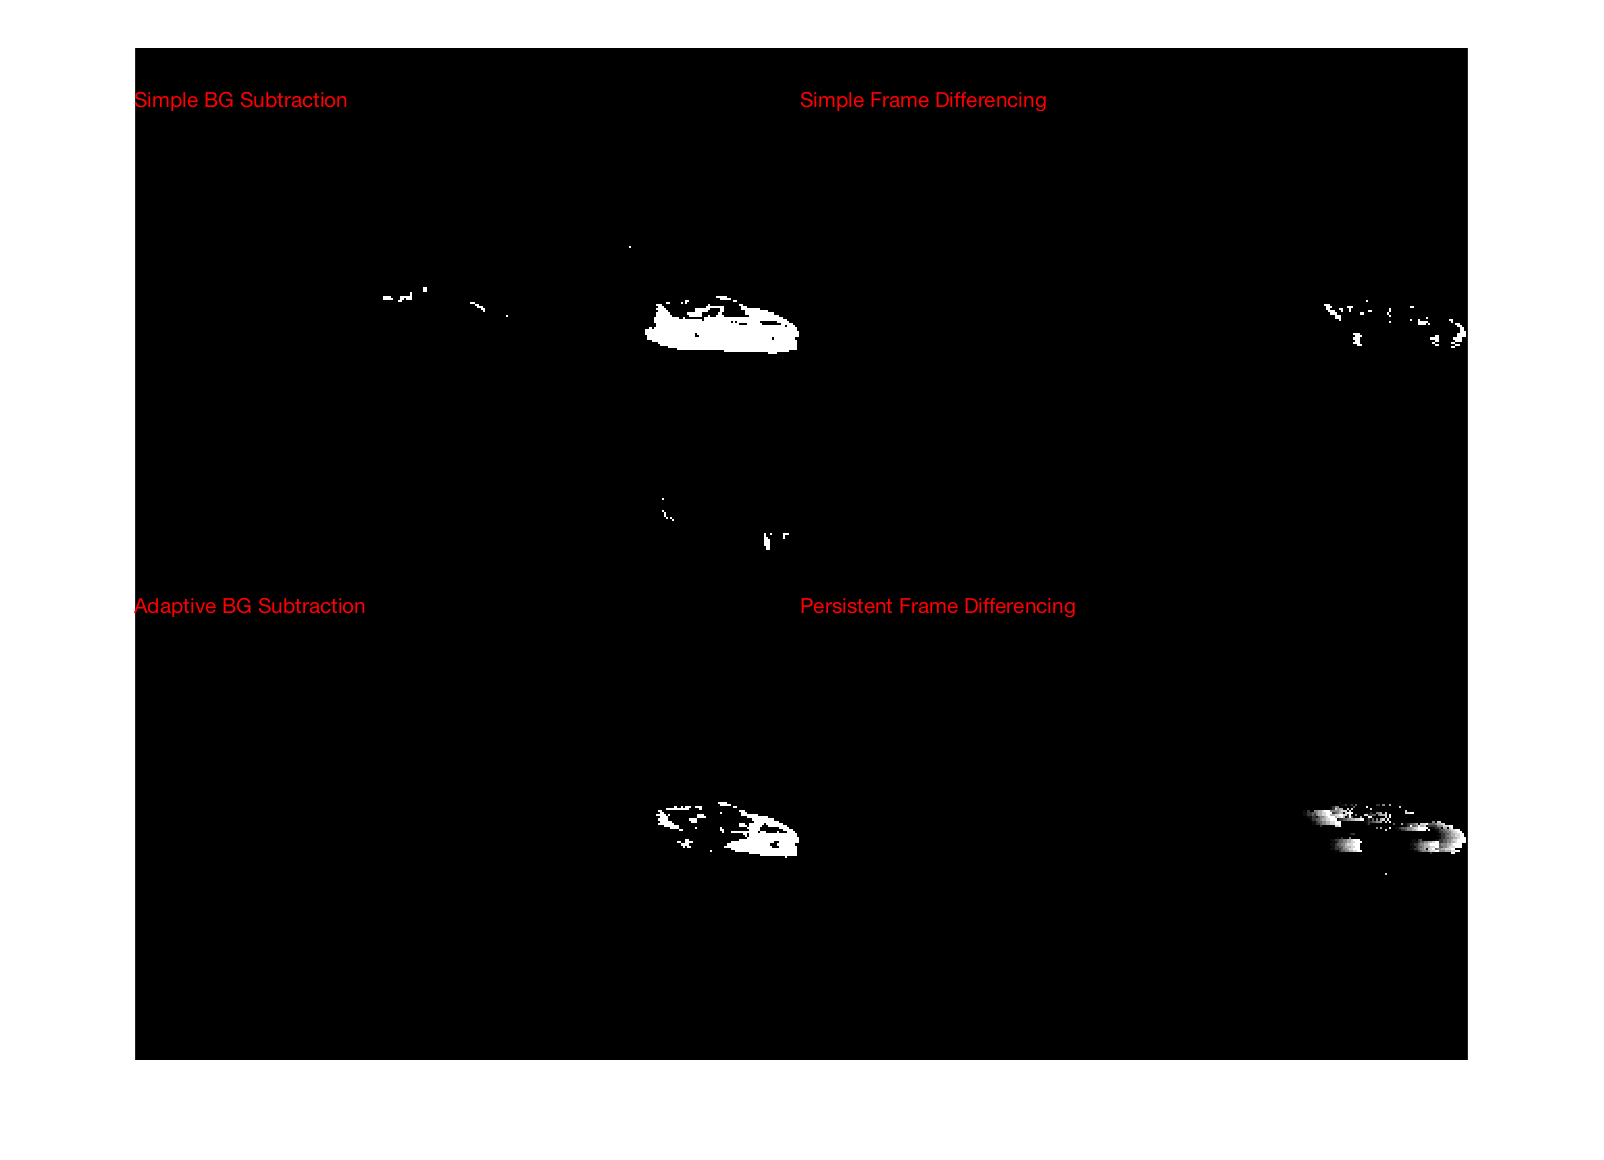 Simple BG Subtraction
Simple Frame Differencing
Adaptive BG Subtraction
Persistent Frame Differencing